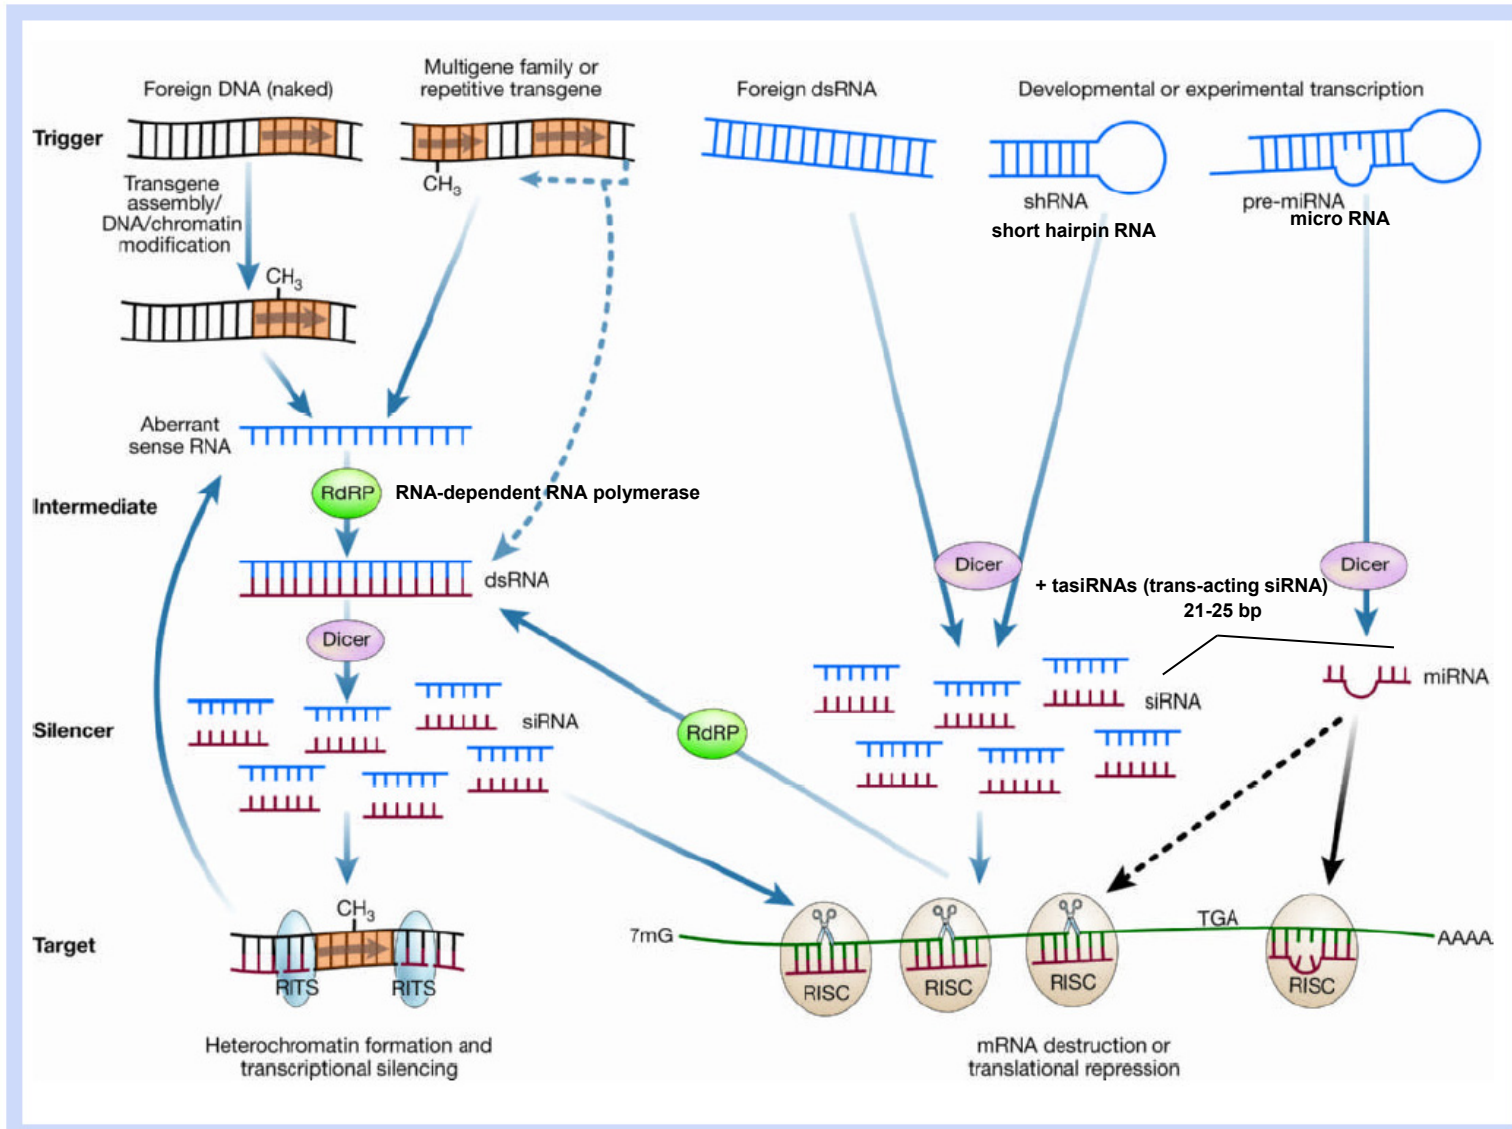 Foreign DNA (naked)
Multigene family or
repetitive transgene
Foreign dsRNA
Developmental or experimental transcription
Trigger
CH3
Transgene
assembly/
DNA/chromatin
modification
shRNA
short hairpin RNA
pre-miRNA
micro RNA
CH3
Aberrant
sense RNA
Intermediate
RdRP
RNA-dependent RNA polymerase
dsRNA
Dicer
Dicer
Dicer
+ tasiRNAs (trans-acting siRNA)
21-25 bp
Silencer
siRNA
RdRP
siRNA
miRNA
Target
CH3
RITS
RITS
7mG
TGA
AAAA
RISC
RISC
RISC
RISC
Heterochromatin formation and
transcriptional silencing
mRNA destruction or
translational repression